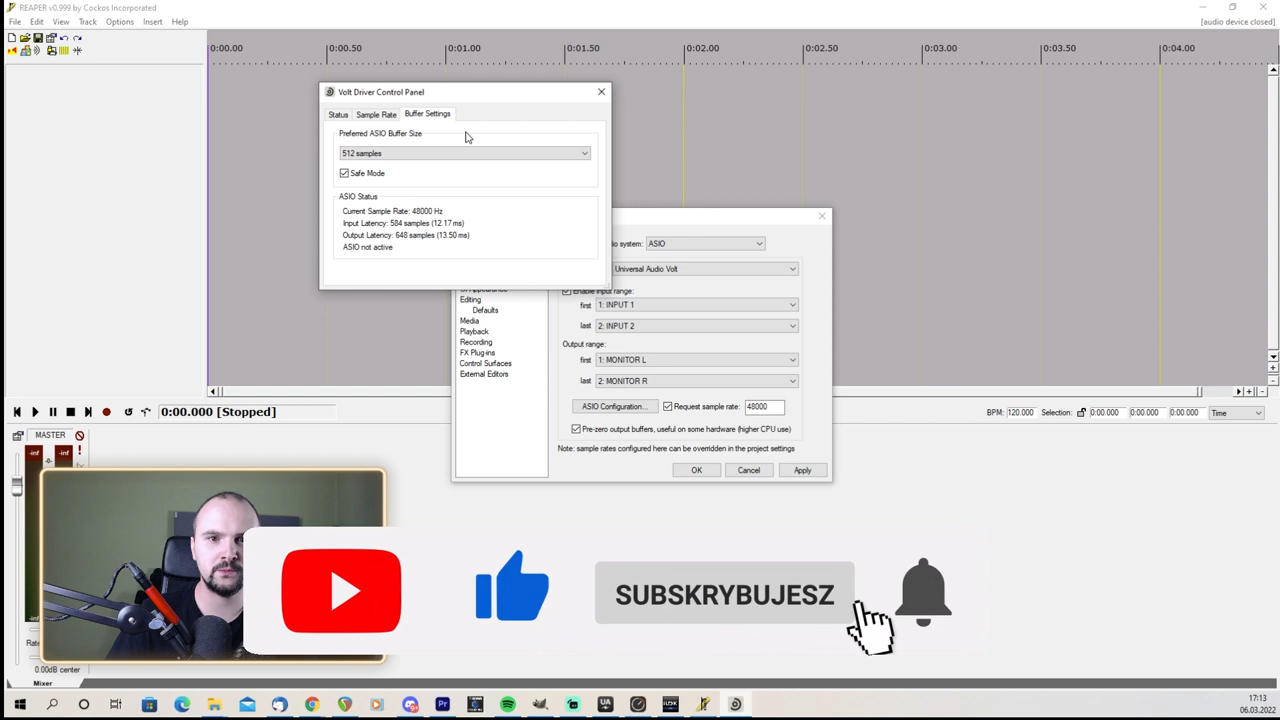 REAPER v0.999 by Cockos Incorporated
File Edit View Track Options Insert Help
[audio device closed]
0:00.00 0:00.50 0:01.00 0:01.50 0:02.00 0:02.50 0:03.00 0:03.50 0:04.00
Volt Driver Control Panel
Status Sample Rate Buffer Settings
Preferred ASIO Buffer Size
512 samples
Safe Mode
ASIO Status
Current Sample Rate: 48000 Hz
Input Latency: 584 samples (12.17 ms)
Output Latency: 648 samples (13.50 ms)
ASIO not active
system: ASIO
Universal Audio Volt
Enable input range:
first 1: INPUT 1
last 2: INPUT 2
Output range:
first 1: MONITOR L
last 2: MONITOR R
ASIO Configuration... Request sample rate: 48000
Pre-zero output buffers, useful on some hardware (higher CPU use)
Note: sample rates configured here can be overridden in the project settings
OK Cancel Apply
Editing
Defaults
Media
Playback
Recording
FX Plug-ins
Control Surfaces
External Editors
0:00.000 [Stopped]
BPM: 120.000 Selection: 0:00.000 0:00.000 0:00.000 Time
MASTER
-inf -0- -inf
0.00dB center
Mixer
SUBSKRYBUJESZ
17:13
06.03.2022